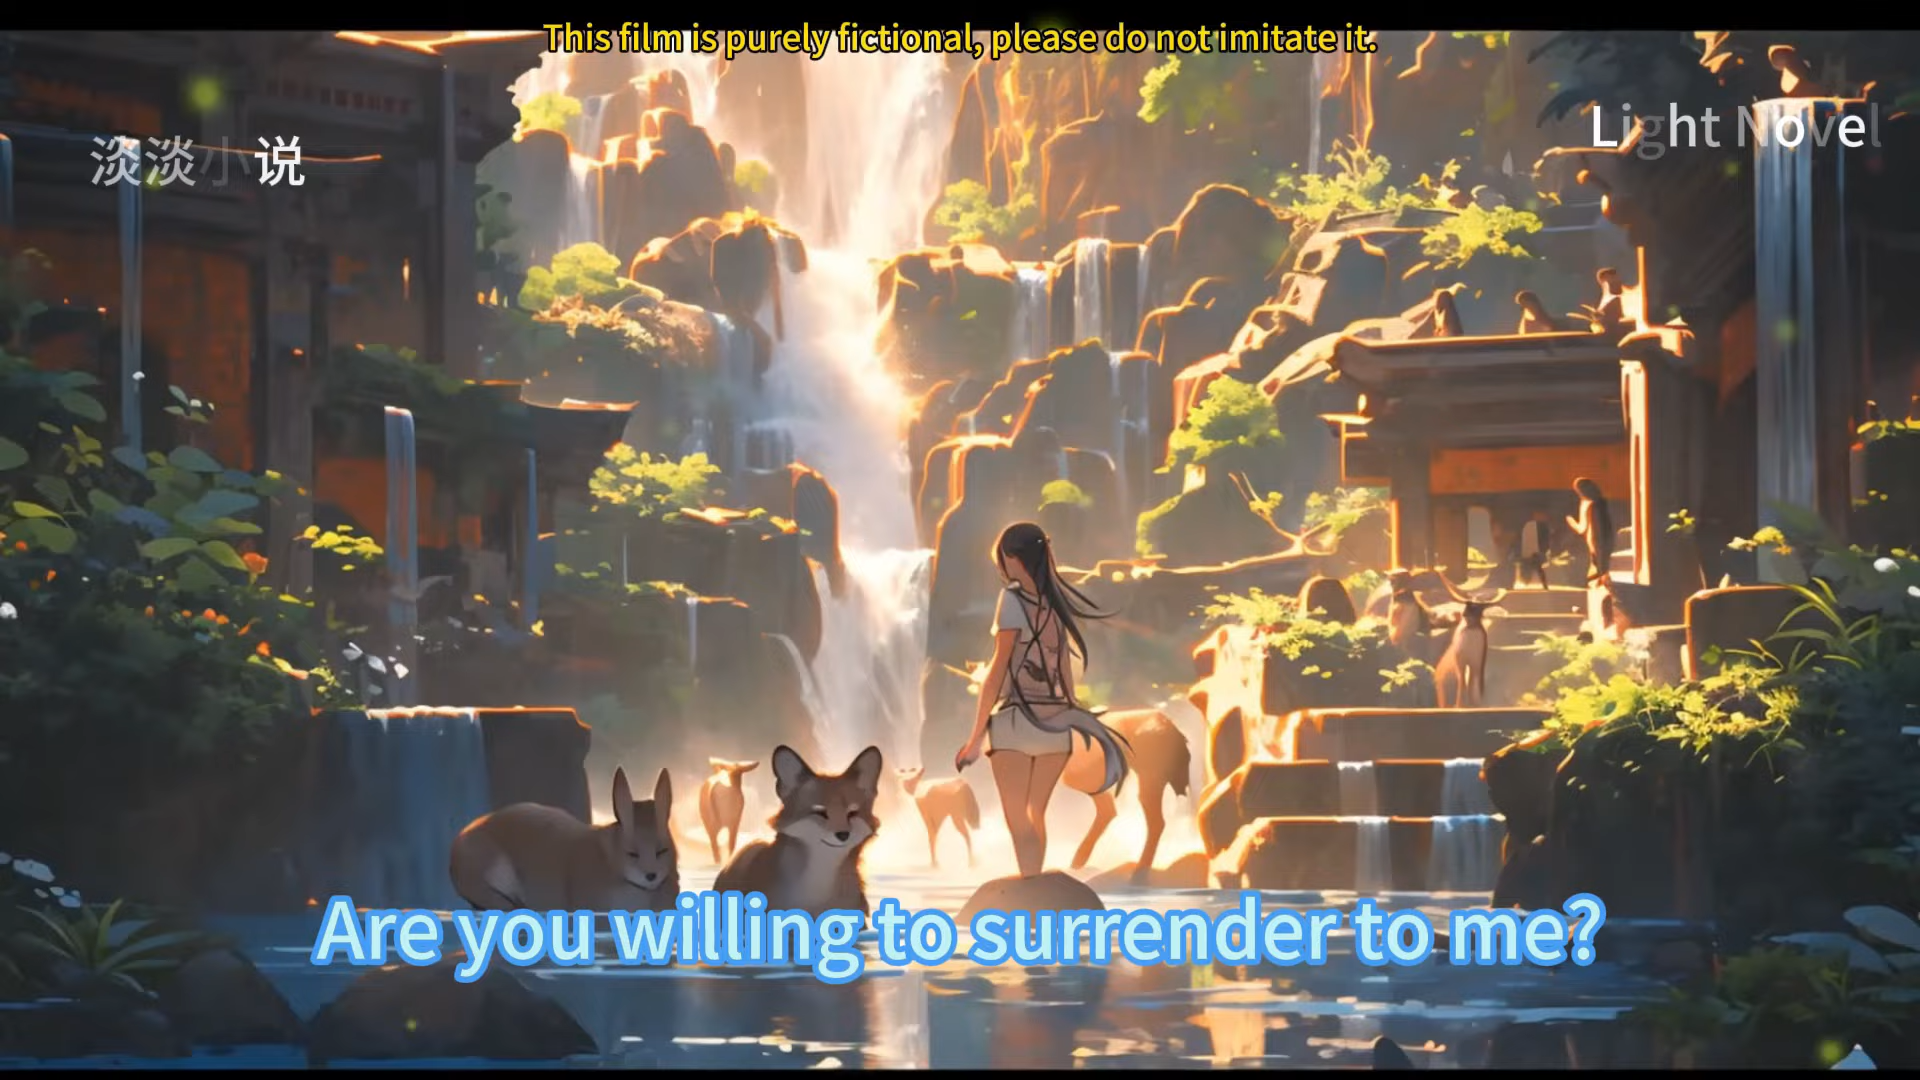 This film is purely fictional, please do not imitate it.
Light Novel
淡淡小说
Are you willing to surrender to me?